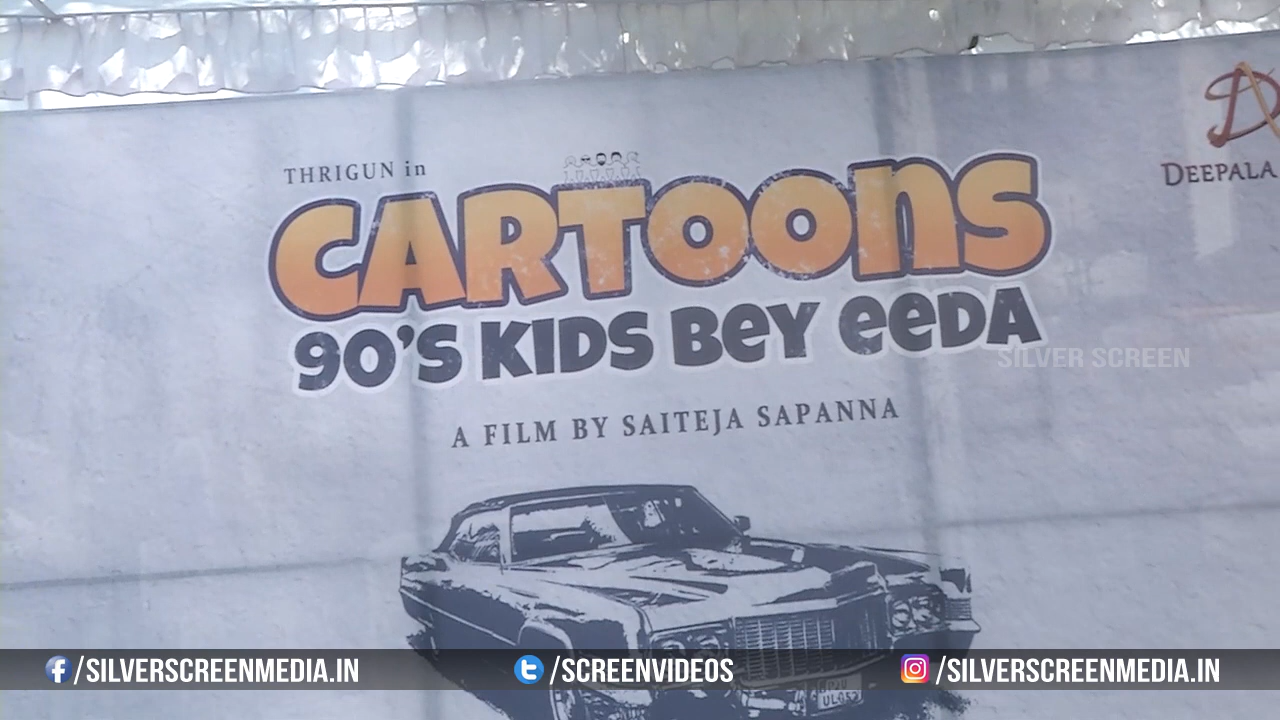 THRIGUN in
CARTOONS
90'S KIDS BEY EEDA
A FILM BY SAITEJA SAPANNA
DEEPALA
SILVER SCREEN
/SILVERSCREENMEDIA.IN
/SCREENVIDEOS
/SILVERSCREENMEDIA.IN